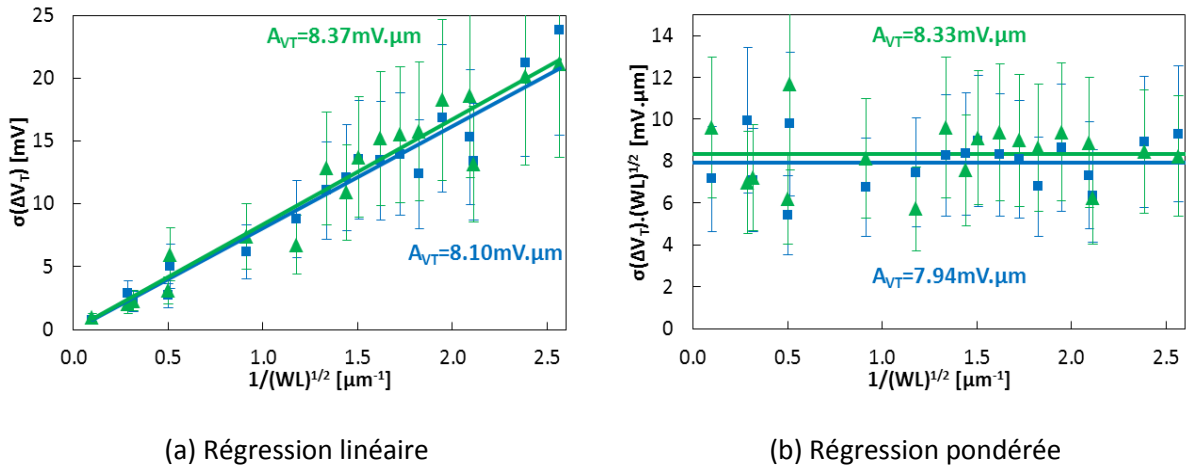 25
20
15
10
5
0
σ(ΔV_T) [mV]
A_VT=8.37mV.µm
A_VT=8.10mV.µm
0.0 0.5 1.0 1.5 2.0 2.5
1/(WL)^1/2 [µm⁻¹]
(a) Régression linéaire
14
12
10
8
6
4
2
0
σ(ΔV_T).(WL)^1/2 [mV.µm]
A_VT=8.33mV.µm
A_VT=7.94mV.µm
0.0 0.5 1.0 1.5 2.0 2.5
1/(WL)^1/2 [µm⁻¹]
(b) Régression pondérée